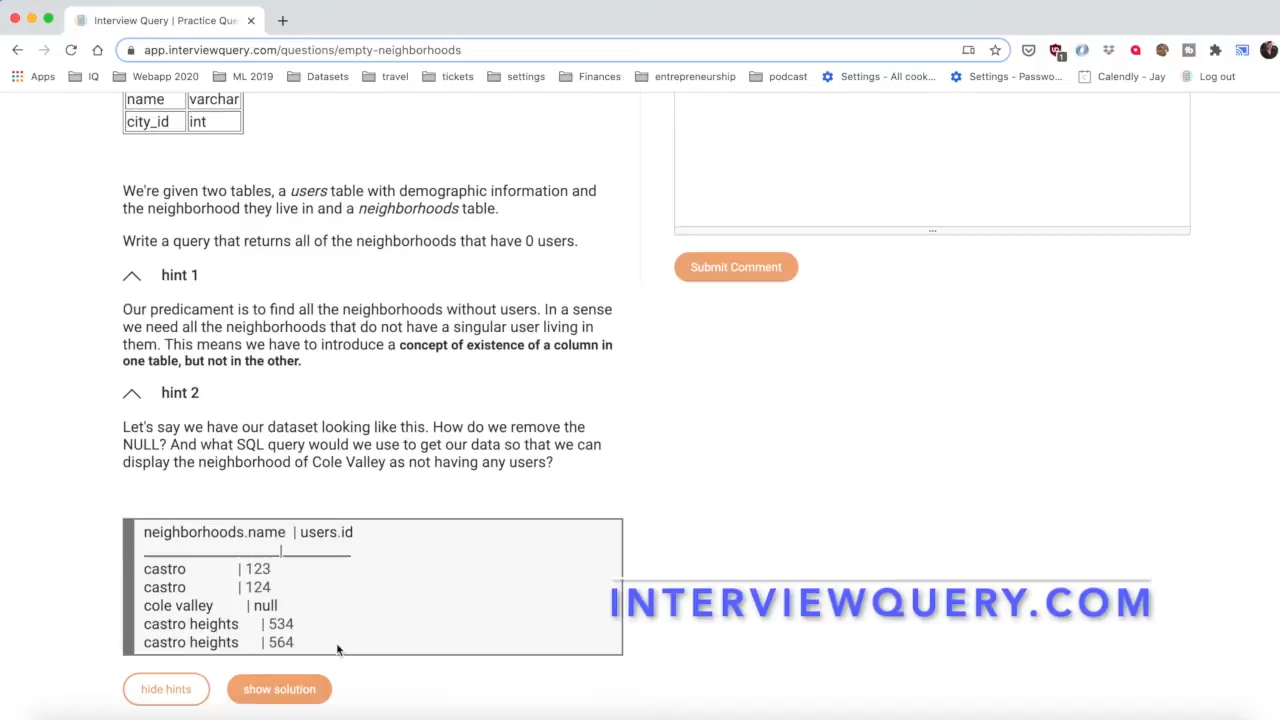 Interview Query | Practice Que
app.interviewquery.com/questions/empty-neighborhoods
1
Apps IQ Webapp 2020 ML 2019 Datasets travel tickets settings Finances entrepreneurship podcast Settings - All cook... Settings - Passwo... Calendly - Jay Log out
name varchar
city_id int
We're given two tables, a users table with demographic information and
the neighborhood they live in and a neighborhoods table.
Write a query that returns all of the neighborhoods that have 0 users.
hint 1
Our predicament is to find all the neighborhoods without users. In a sense
we need all the neighborhoods that do not have a singular user living in
them. This means we have to introduce a concept of existence of a column in
one table, but not in the other.
hint 2
Let's say we have our dataset looking like this. How do we remove the
NULL? And what SQL query would we use to get our data so that we can
display the neighborhood of Cole Valley as not having any users?
neighborhoods.name | users.id
____________________|__________
castro | 123
castro | 124
cole valley | null
castro heights | 534
castro heights | 564
hide hints show solution
...
Submit Comment
INTERVIEWQUERY.COM